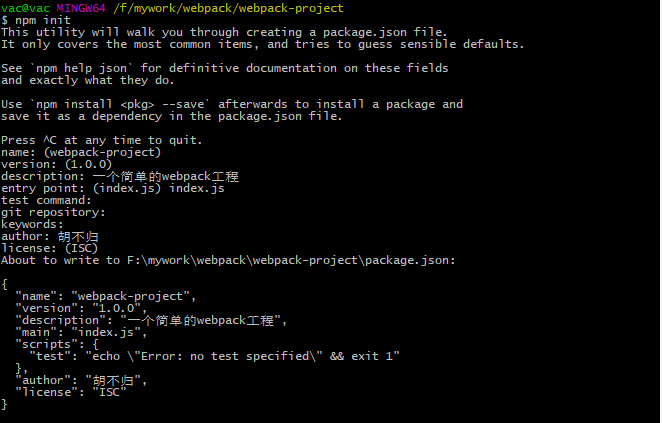 vac@vac MINGW64 /f/mywork/webpack/webpack-project
$ npm init
This utility will walk you through creating a package.json file.
It only covers the most common items, and tries to guess sensible defaults.

See `npm help json` for definitive documentation on these fields
and exactly what they do.

Use `npm install <pkg> --save` afterwards to install a package and
save it as a dependency in the package.json file.

Press ^C at any time to quit.
name: (webpack-project)
version: (1.0.0)
description: 一个简单的webpack工程
entry point: (index.js) index.js
test command:
git repository:
keywords:
author: 胡不归
license: (ISC)
About to write to F:\mywork\webpack\webpack-project\package.json:

{
  "name": "webpack-project",
  "version": "1.0.0",
  "description": "一个简单的webpack工程",
  "main": "index.js",
  "scripts": {
    "test": "echo \"Error: no test specified\" && exit 1"
  },
  "author": "胡不归",
  "license": "ISC"
}